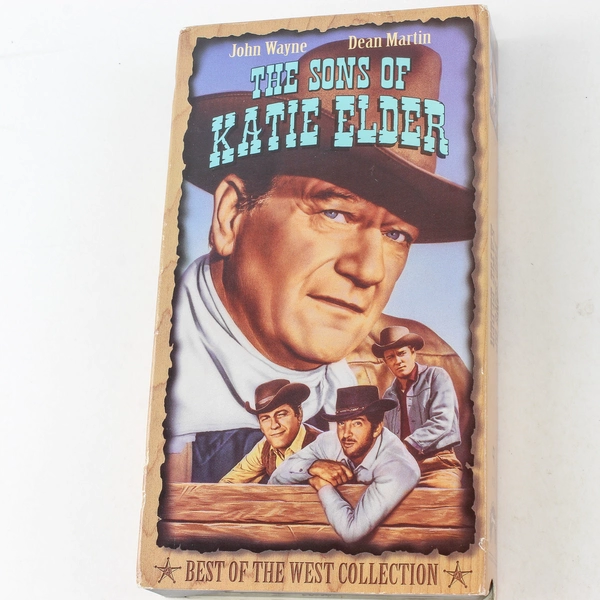 John Wayne Dean Martin
THE SONS OF
KATIE ELDER
BEST OF THE WEST COLLECTION